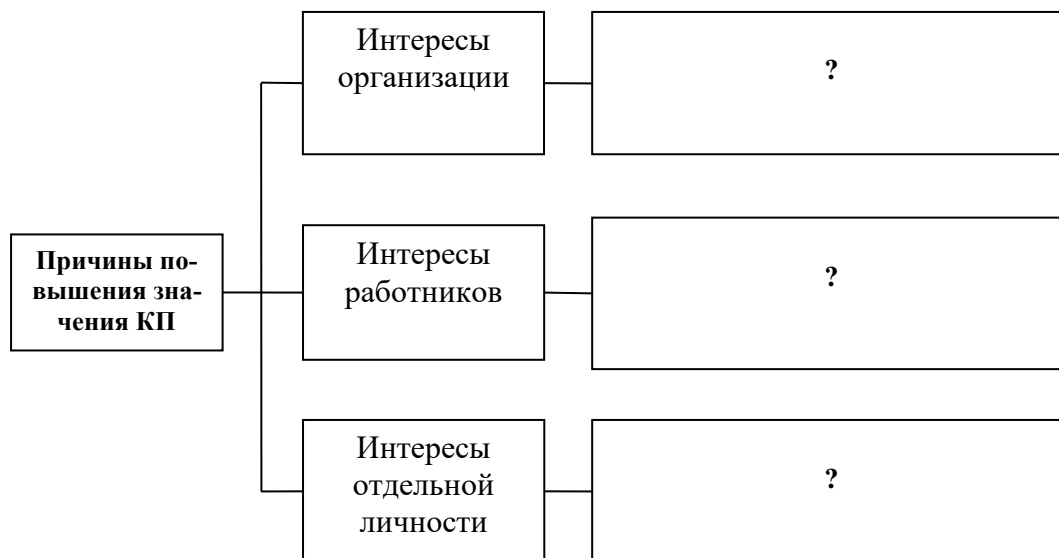 Интересы
организации
?
Причины по-
вышения зна-
чения КП
Интересы
работников
?
Интересы
отдельной
личности
?